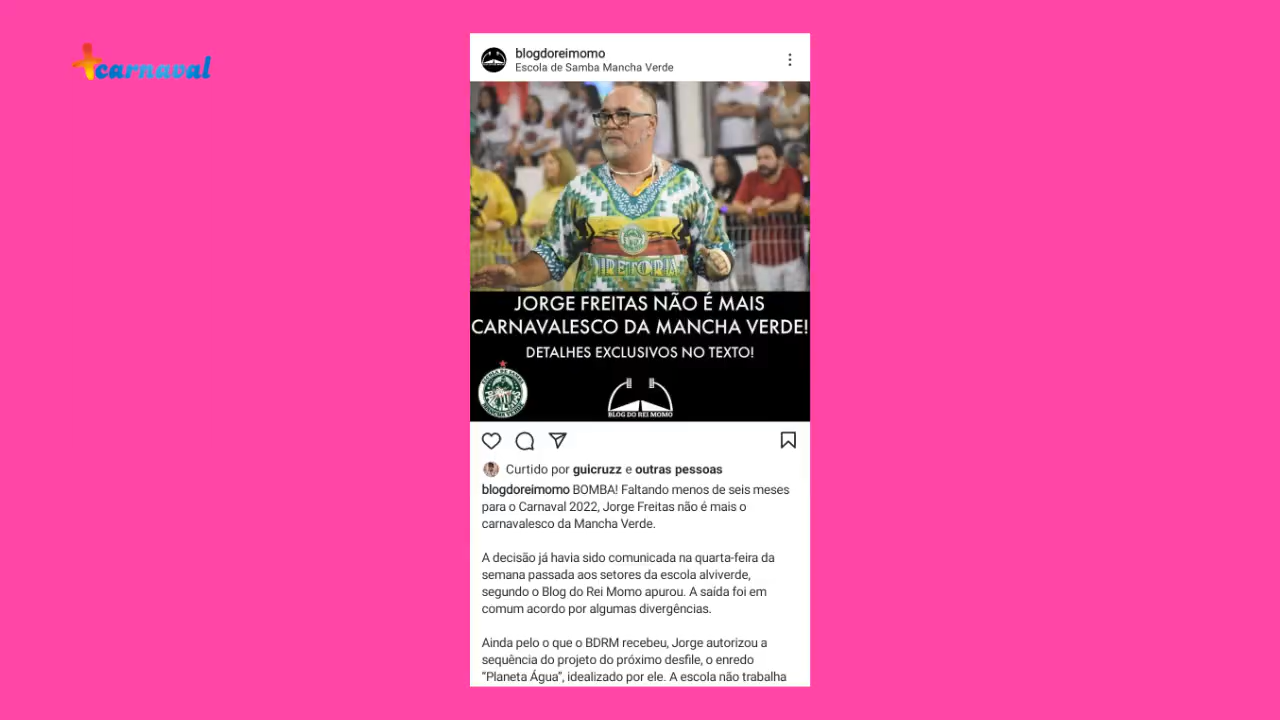 +carnaval
blogdoreimomo
Escola de Samba Mancha Verde
DIRETORIA
JORGE FREITAS NÃO É MAIS
CARNAVALESCO DA MANCHA VERDE!
DETALHES EXCLUSIVOS NO TEXTO!
BLOG DO REI MOMO
Curtido por guicruzz e outras pessoas
blogdoreimomo BOMBA! Faltando menos de seis meses
para o Carnaval 2022, Jorge Freitas não é mais o
carnavalesco da Mancha Verde.
A decisão já havia sido comunicada na quarta-feira da
semana passada aos setores da escola alviverde,
segundo o Blog do Rei Momo apurou. A saída foi em
comum acordo por algumas divergências.
Ainda pelo o que o BDRM recebeu, Jorge autorizou a
sequência do projeto do próximo desfile, o enredo
"Planeta Água", idealizado por ele. A escola não trabalha